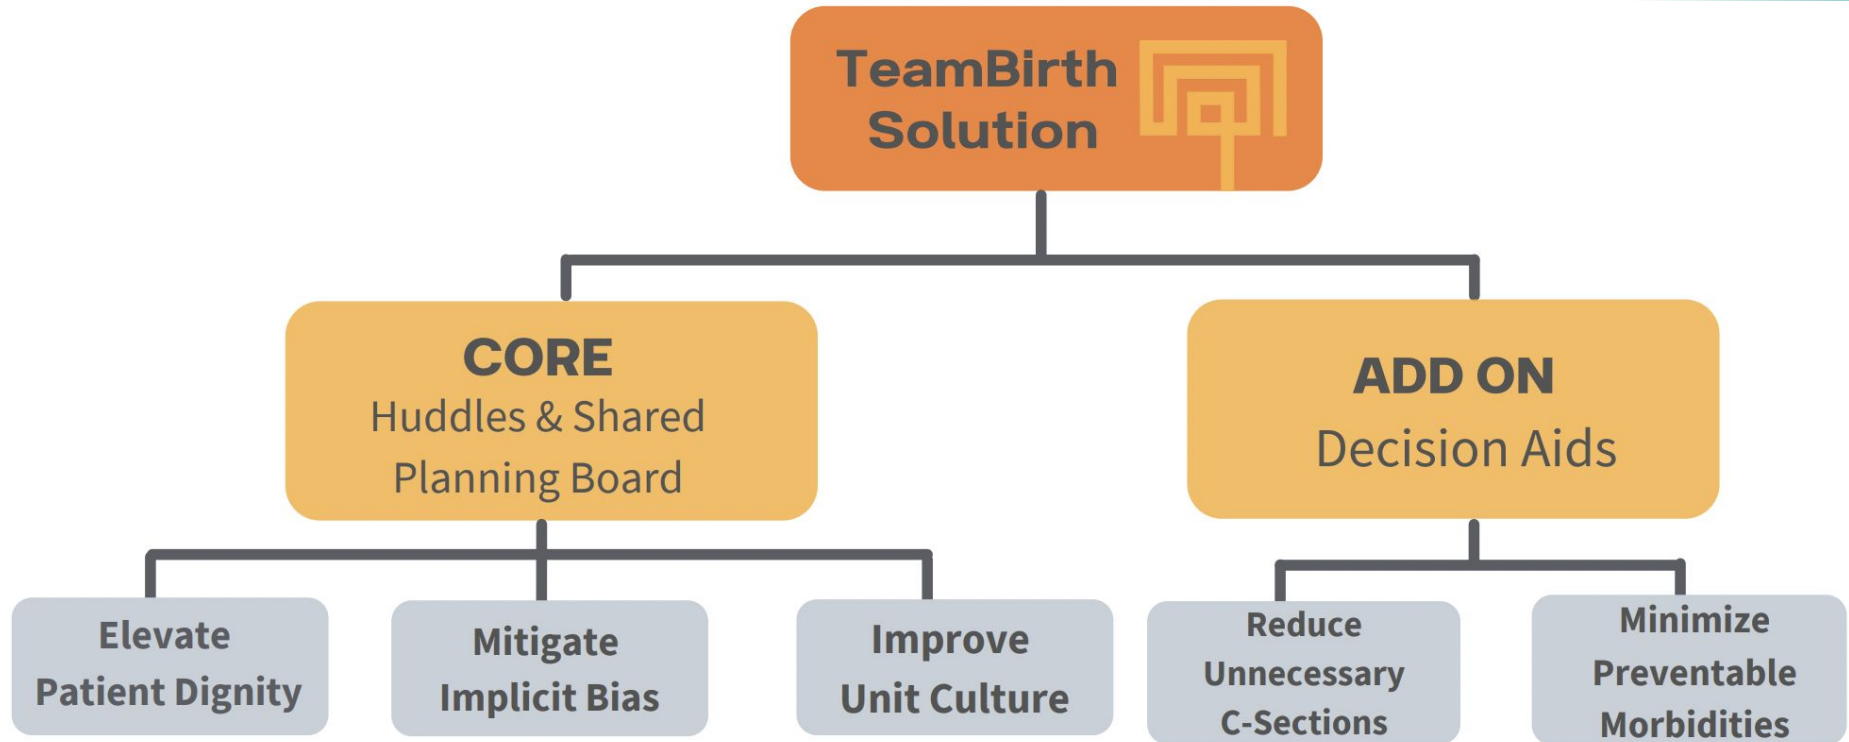 TeamBirth
Solution
CORE
Huddles & Shared
Planning Board
ADD ON
Decision Aids
Elevate
Patient Dignity
Mitigate
Implicit Bias
Improve
Unit Culture
Reduce
Unnecessary
C-Sections
Minimize
Preventable
Morbidities